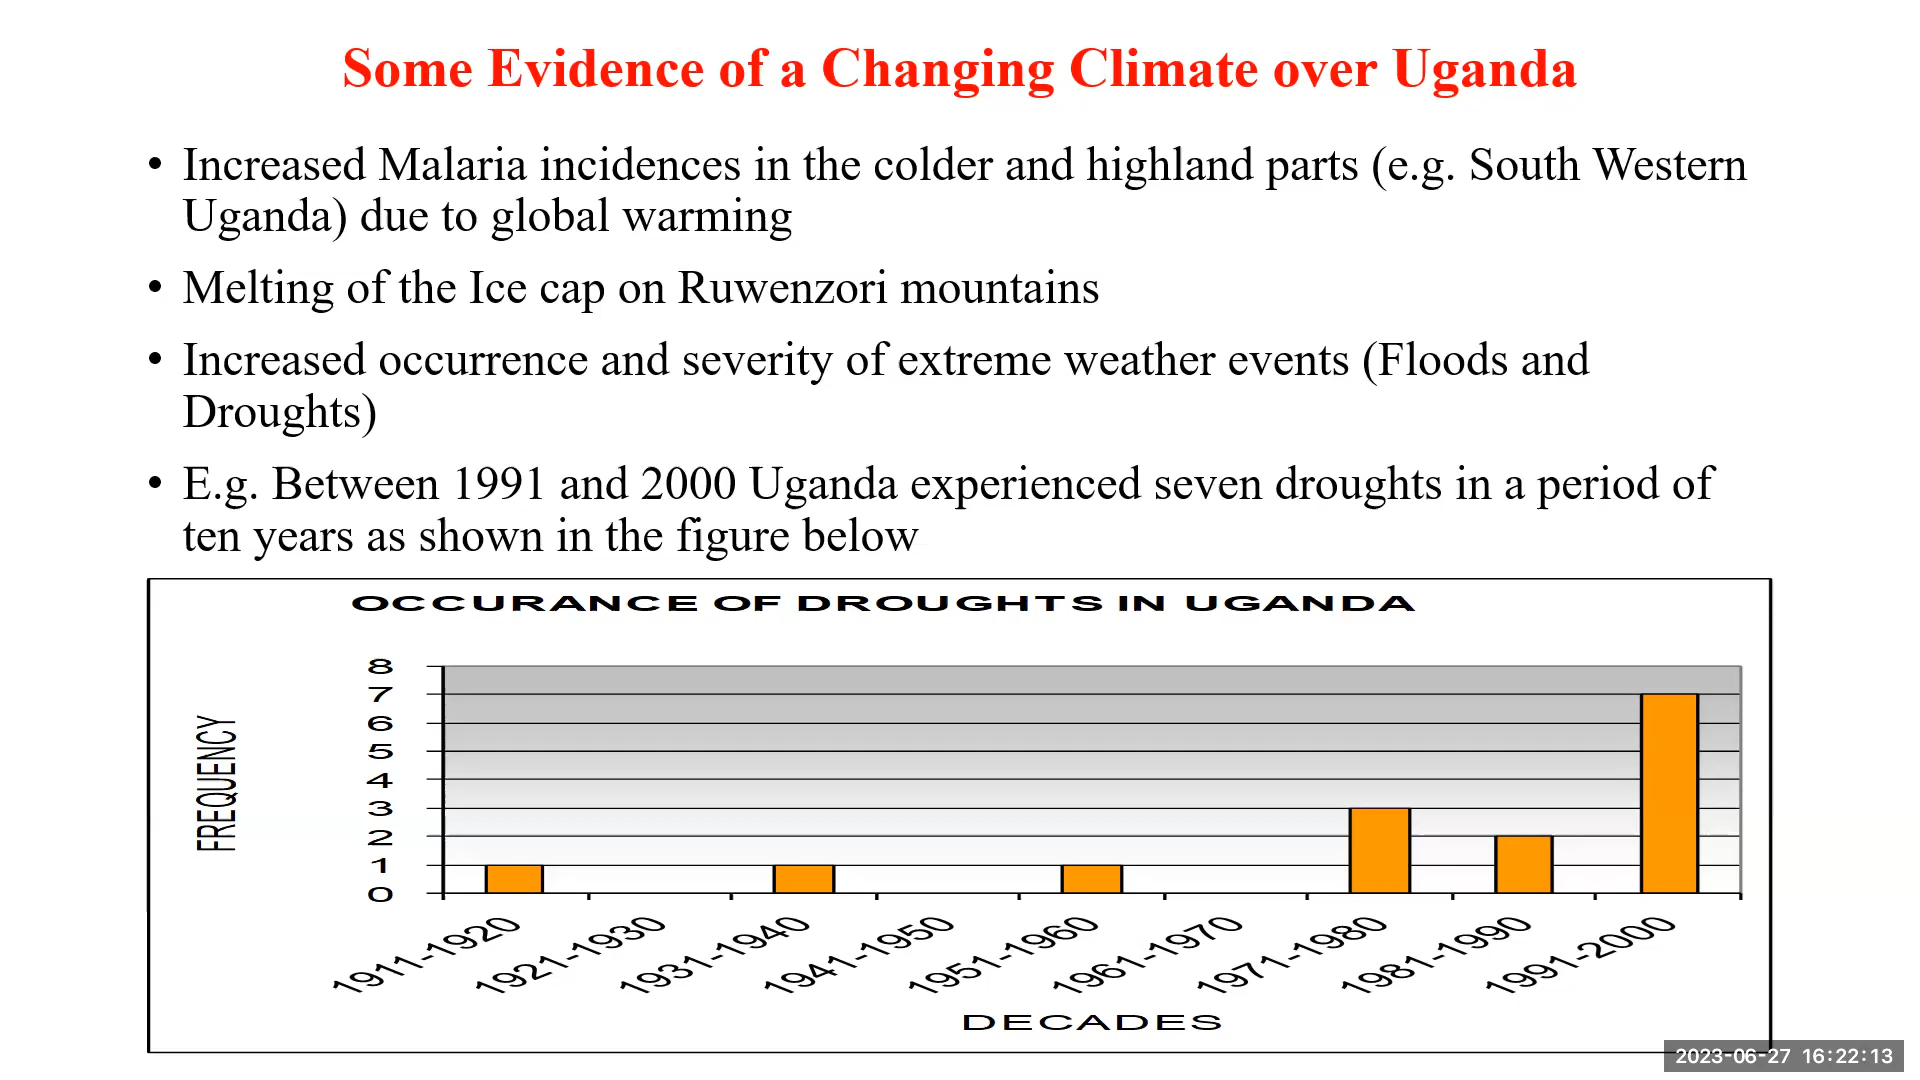 Some Evidence of a Changing Climate over Uganda
• Increased Malaria incidences in the colder and highland parts (e.g. South Western
Uganda) due to global warming
• Melting of the Ice cap on Ruwenzori mountains
• Increased occurrence and severity of extreme weather events (Floods and
Droughts)
• E.g. Between 1991 and 2000 Uganda experienced seven droughts in a period of
ten years as shown in the figure below
OCCURANCE OF DROUGHTS IN UGANDA
FREQUENCY
8
7
6
5
4
3
2
1
0
1911-1920
1921-1930
1931-1940
1941-1950
1951-1960
1961-1970
1971-1980
1981-1990
1991-2000
DECADES
2023-06-27 16:22:13